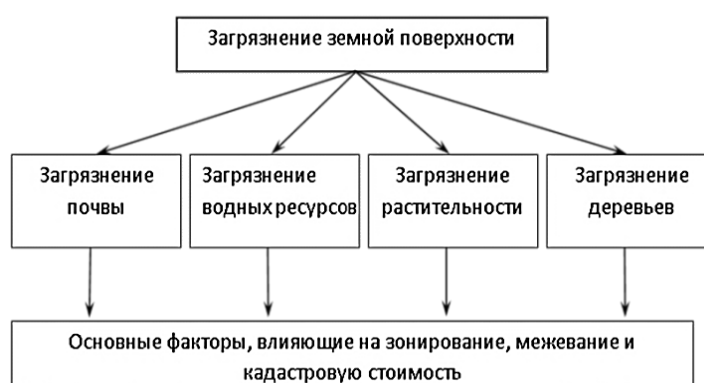 Загрязнение земной поверхности
Загрязнение
почвы
Загрязнение
водных ресурсов
Загрязнение
растительности
Загрязнение
деревьев
Основные факторы, влияющие на зонирование, межевание и
кадастровую стоимость